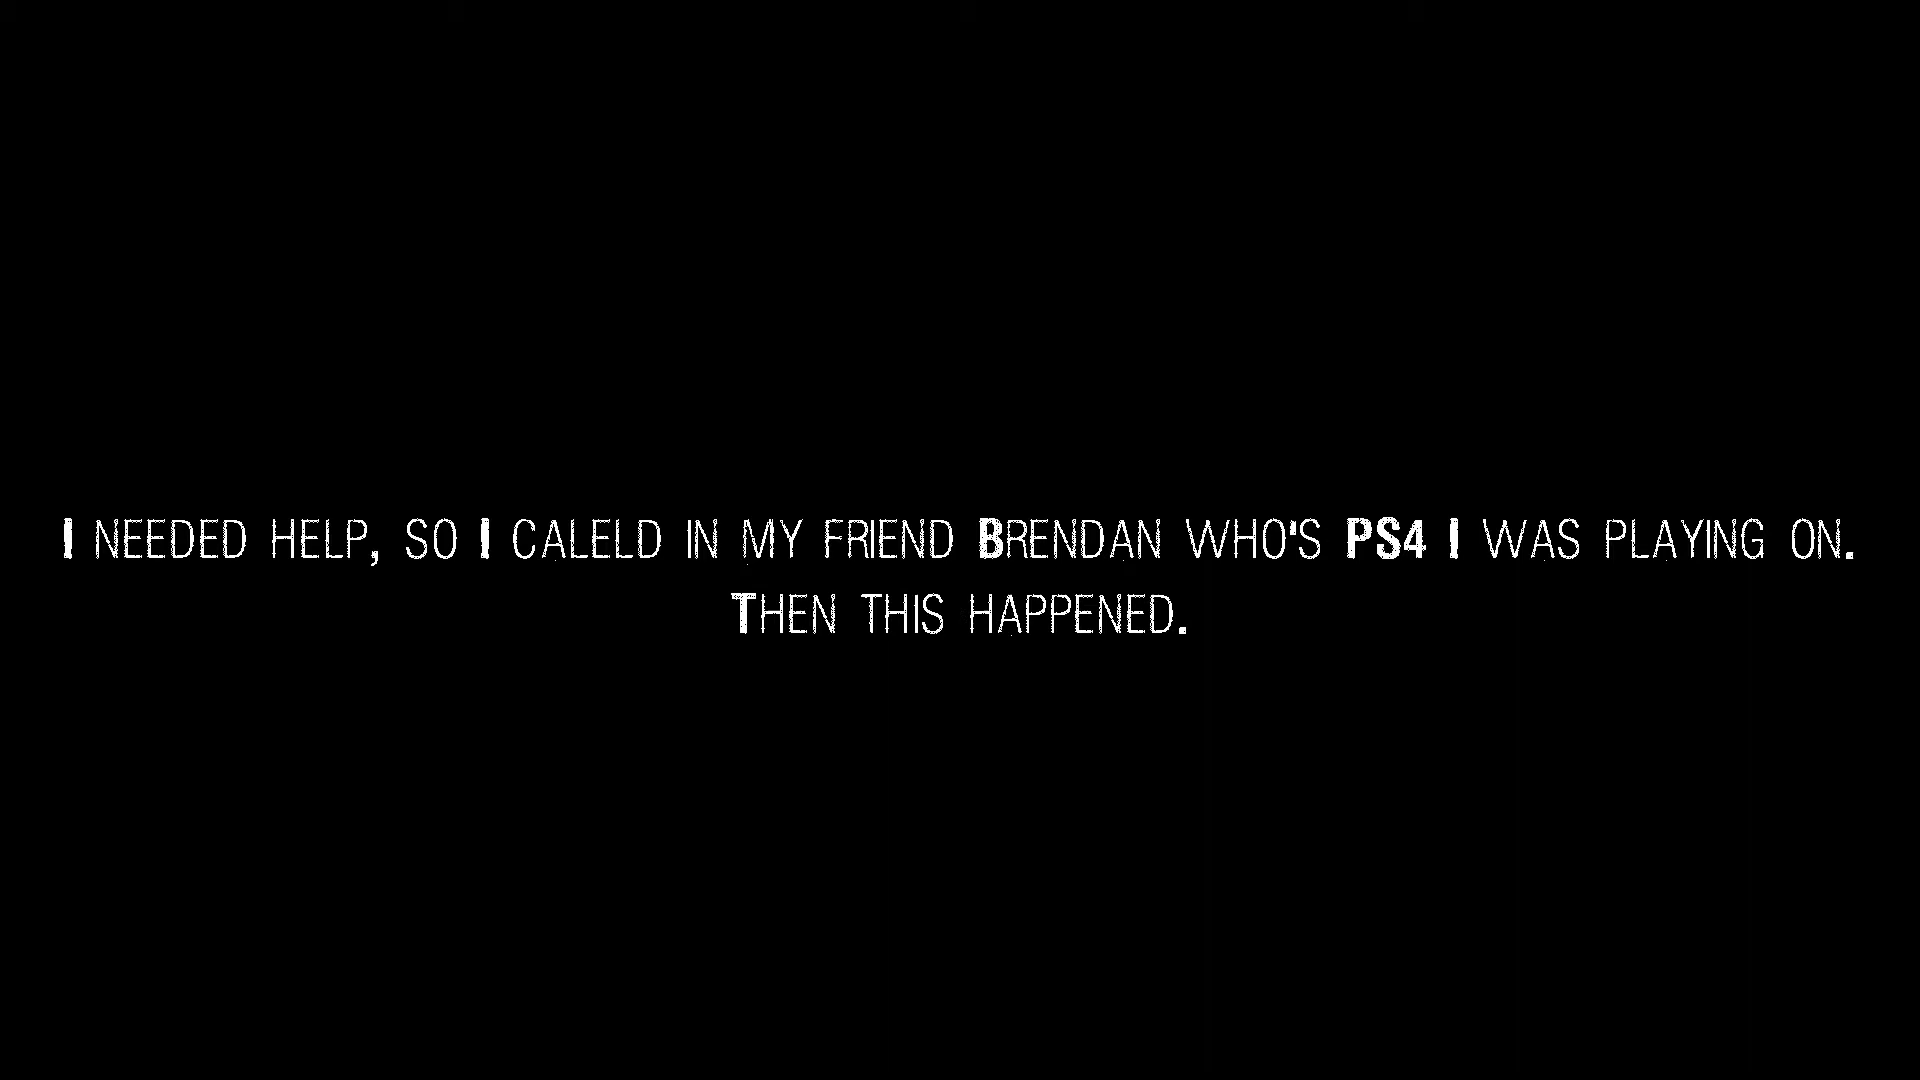 I needed help, so I caleld in my friend Brendan who's PS4 I was playing on.
Then this happened.